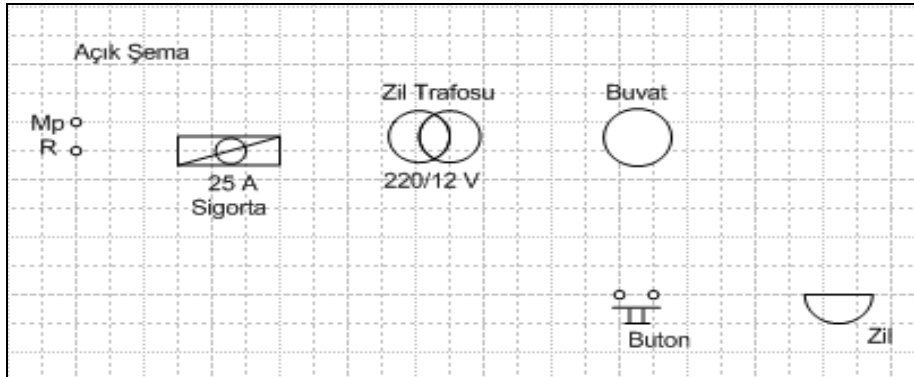 Açık Şema
Zil Trafosu
Buvat
Mp
R
25 A
Sigorta
220/12 V
Buton
Zil